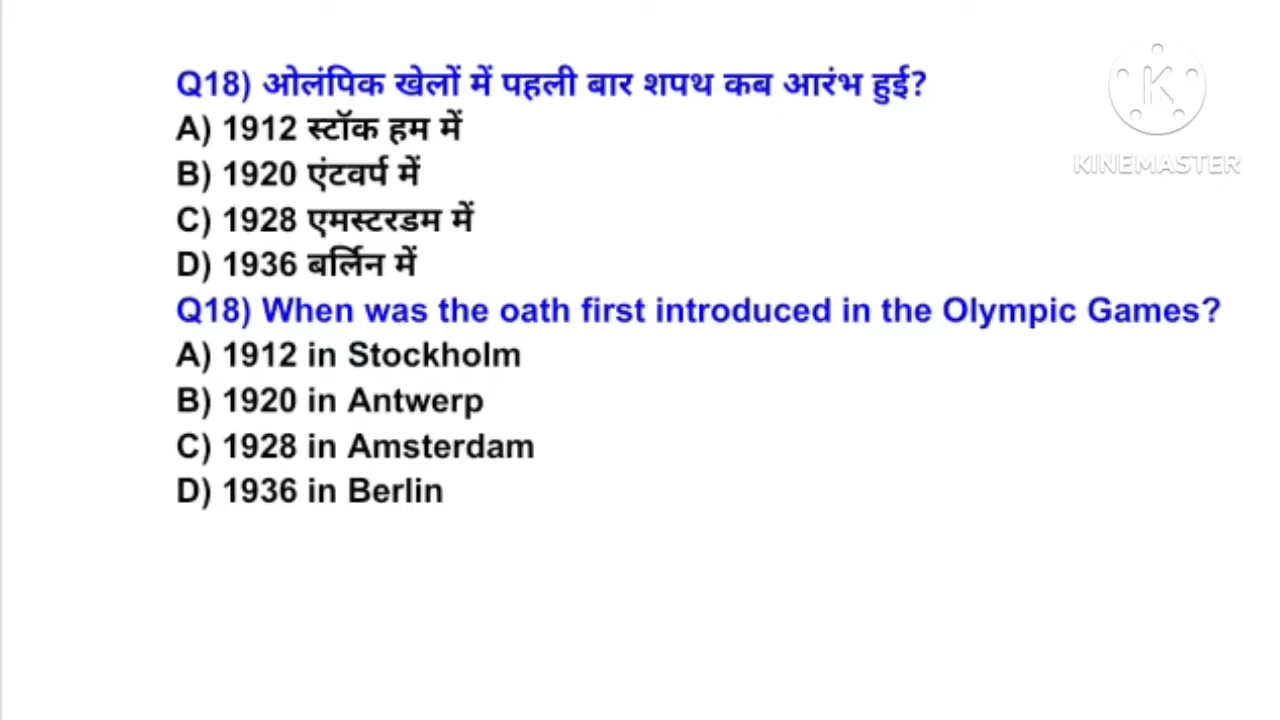 Q18) ओलंपिक खेलों में पहली बार शपथ कब आरंभ हुई?
A) 1912 स्टॉक हम में
B) 1920 एंटवर्प में
C) 1928 एमस्टरडम में
D) 1936 बर्लिन में
Q18) When was the oath first introduced in the Olympic Games?
A) 1912 in Stockholm
B) 1920 in Antwerp
C) 1928 in Amsterdam
D) 1936 in Berlin
K
KINEMASTER